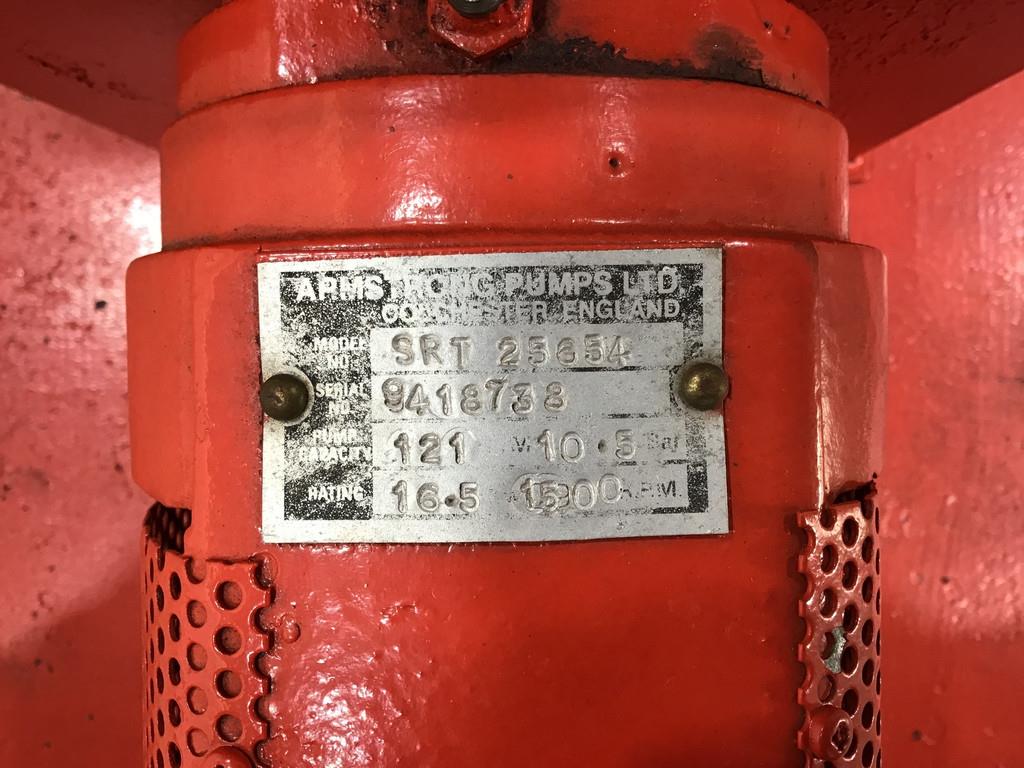 ARMSTRONG PUMPS LTD
COLCHESTER, ENGLAND
MODEL NO. SRT 25654
SERIAL NO. 9418738
PUMP CAPACITY 121 10.5 Bar
RATING 16.5 R.P.M.